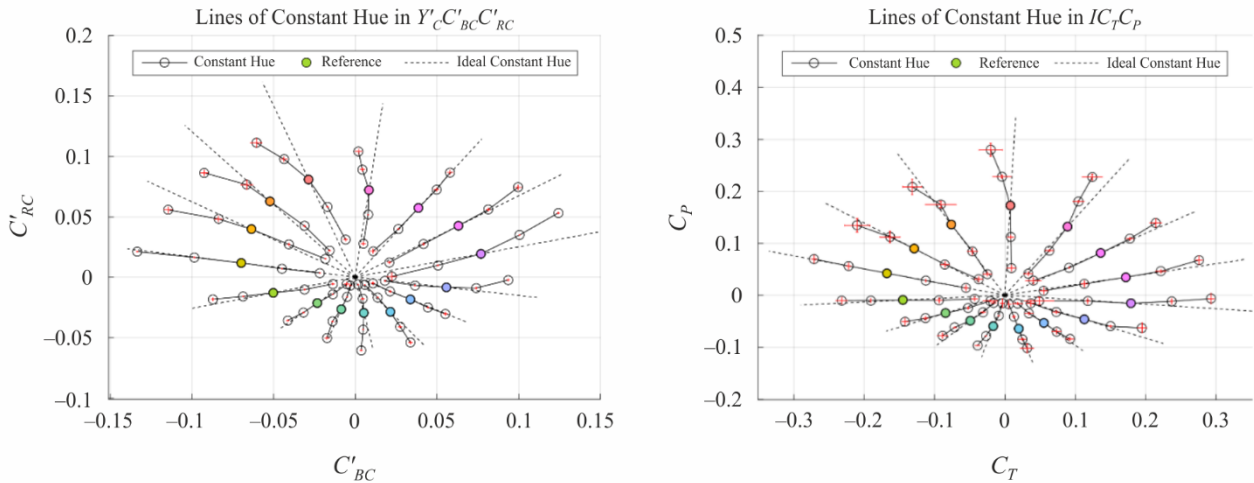 Lines of Constant Hue in Y′C C′BC C′RC
0.2
Constant Hue Reference Ideal Constant Hue
0.15
0.1
0.05
0
–0.05
–0.1
C′RC
–0.15 –0.1 –0.05 0 0.05 0.1 0.15
C′BC
Lines of Constant Hue in ICTCP
0.5
Constant Hue Reference Ideal Constant Hue
0.4
0.3
0.2
0.1
0
–0.1
–0.2
CP
–0.3 –0.2 –0.1 0 0.1 0.2 0.3
CT